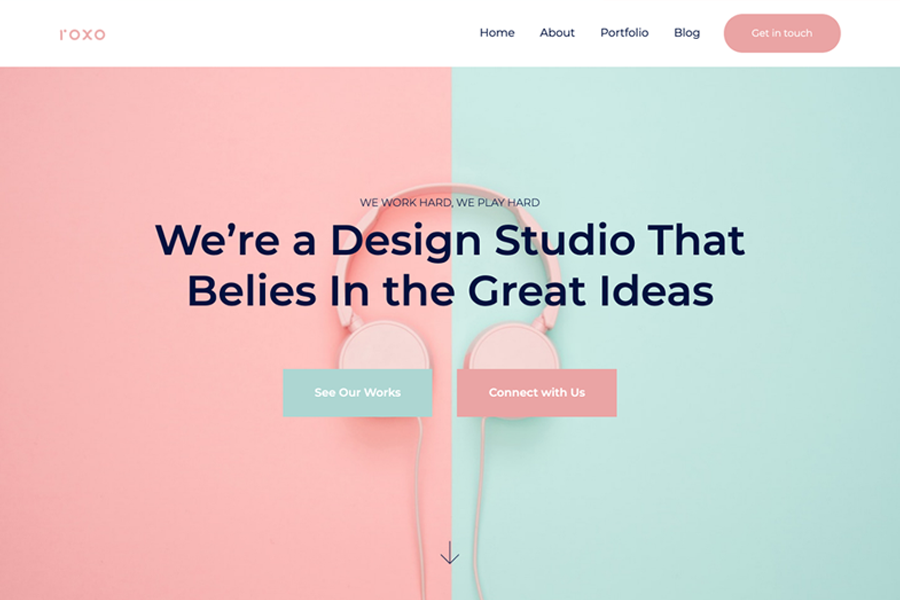 roxo
Home About Portfolio Blog Get in touch
WE WORK HARD, WE PLAY HARD
We’re a Design Studio That
Belies In the Great Ideas
See Our Works Connect with Us